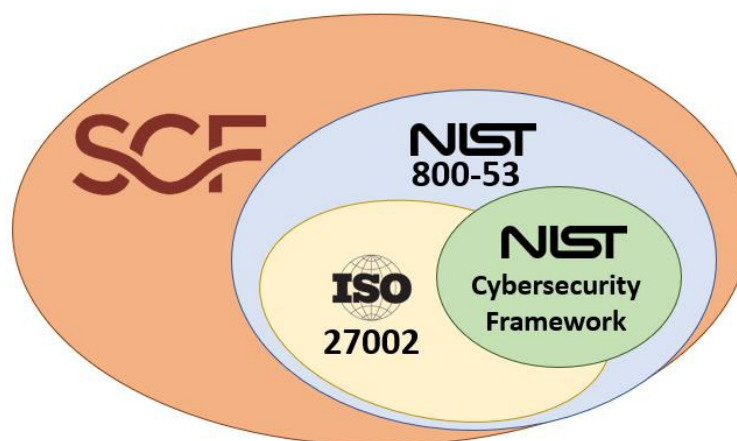 SCF
NIST
800-53
NIST
Cybersecurity
Framework
ISO
27002